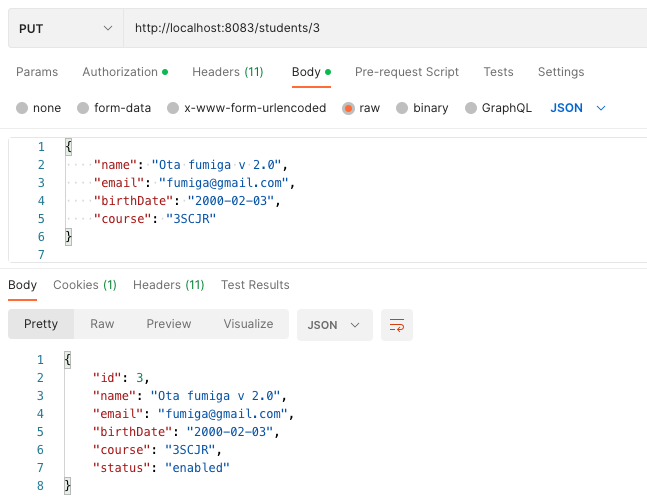 PUT http://localhost:8083/students/3
Params Authorization Headers (11) Body Pre-request Script Tests Settings
none form-data x-www-form-urlencoded raw binary GraphQL JSON
1 {
2 "name": "Ota fumiga v 2.0",
3 "email": "fumiga@gmail.com",
4 "birthDate": "2000-02-03",
5 "course": "3SCJR"
6 }
7
Body Cookies (1) Headers (11) Test Results
Pretty Raw Preview Visualize JSON
1 {
2 "id": 3,
3 "name": "Ota fumiga v 2.0",
4 "email": "fumiga@gmail.com",
5 "birthDate": "2000-02-03",
6 "course": "3SCJR",
7 "status": "enabled"
8 }